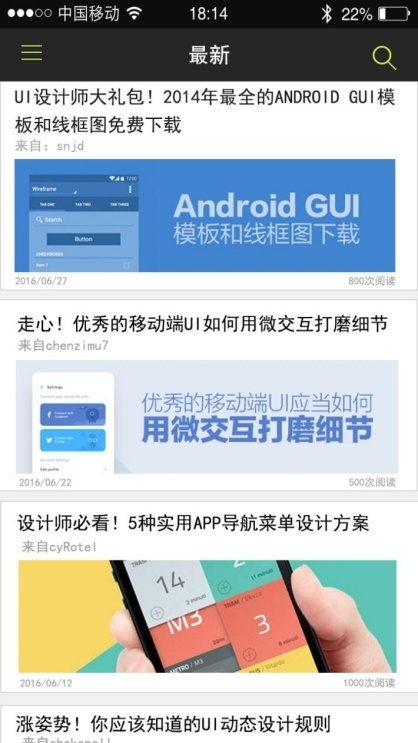 中国移动
18:14
22%
最新
UI设计师大礼包！2014年最全的ANDROID GUI模
板和线框图免费下载
来自：snjd
Wireframe
TAB ONE TAB TWO TAB THREE
Search
Button
CHECKBOXES
Item 1
Android GUI
模板和线框图下载
2016/06/27
800次阅读
走心！优秀的移动端UI如何用微交互打磨细节
来自chenzimu7
Settings
Edit profile
优秀的移动端UI应当如何
用微交互打磨细节
2016/06/22
500次阅读
设计师必看！5种实用APP导航菜单设计方案
来自cyRotel
14
M3
3
METRO / M3
2016/06/12
1000次阅读
涨姿势！你应该知道的UI动态设计规则